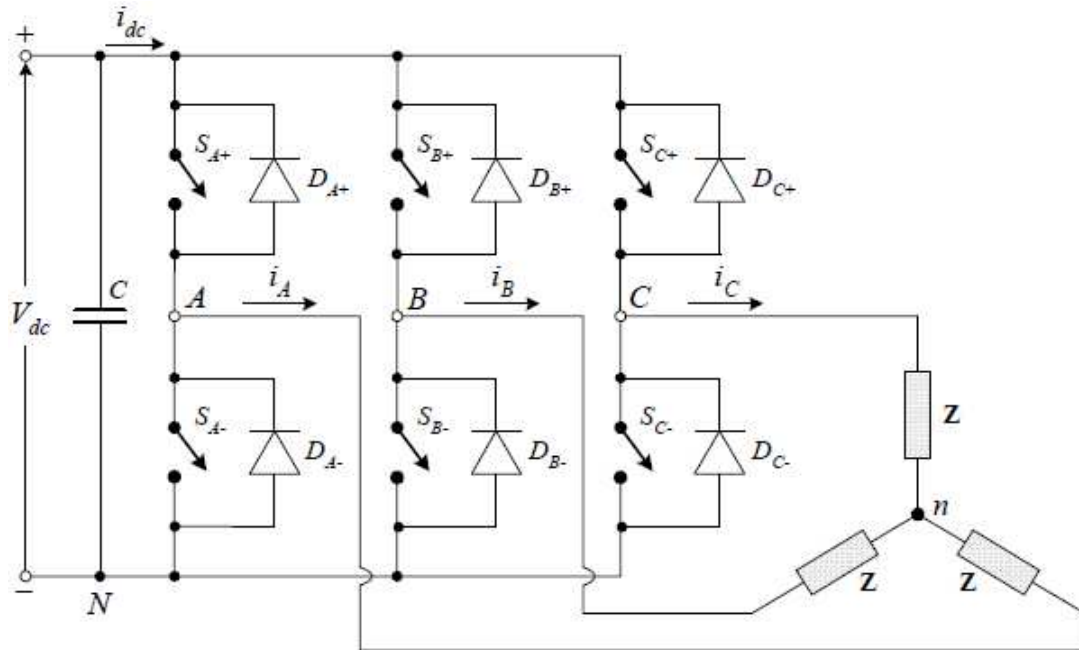 +
i_dc
S_A+
D_A+
S_B+
D_B+
S_C+
D_C+
V_dc
C
A
i_A
B
i_B
C
i_C
S_A-
D_A-
S_B-
D_B-
S_C-
D_C-
Z
n
Z
Z
−
N